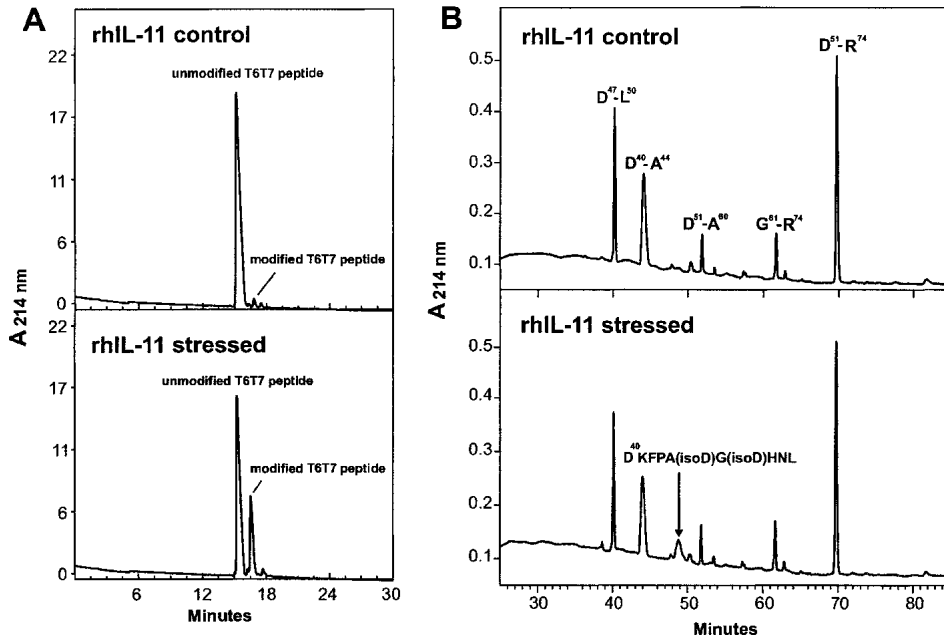 A
rhIL-11 control
unmodified T6T7 peptide
modified T6T7 peptide
22
17
11
6
0
A 214 nm
rhIL-11 stressed
unmodified T6T7 peptide
modified T6T7 peptide
22
17
11
6
0
6 12 18 24 30
Minutes
B
rhIL-11 control
D47-L50
D40-A44
D51-A60
G61-R74
D51-R74
0.5
0.4
0.3
0.2
0.1
A 214 nm
rhIL-11 stressed
D40KFPA(isoD)G(isoD)HNL
0.5
0.4
0.3
0.2
0.1
30 40 50 60 70 80
Minutes